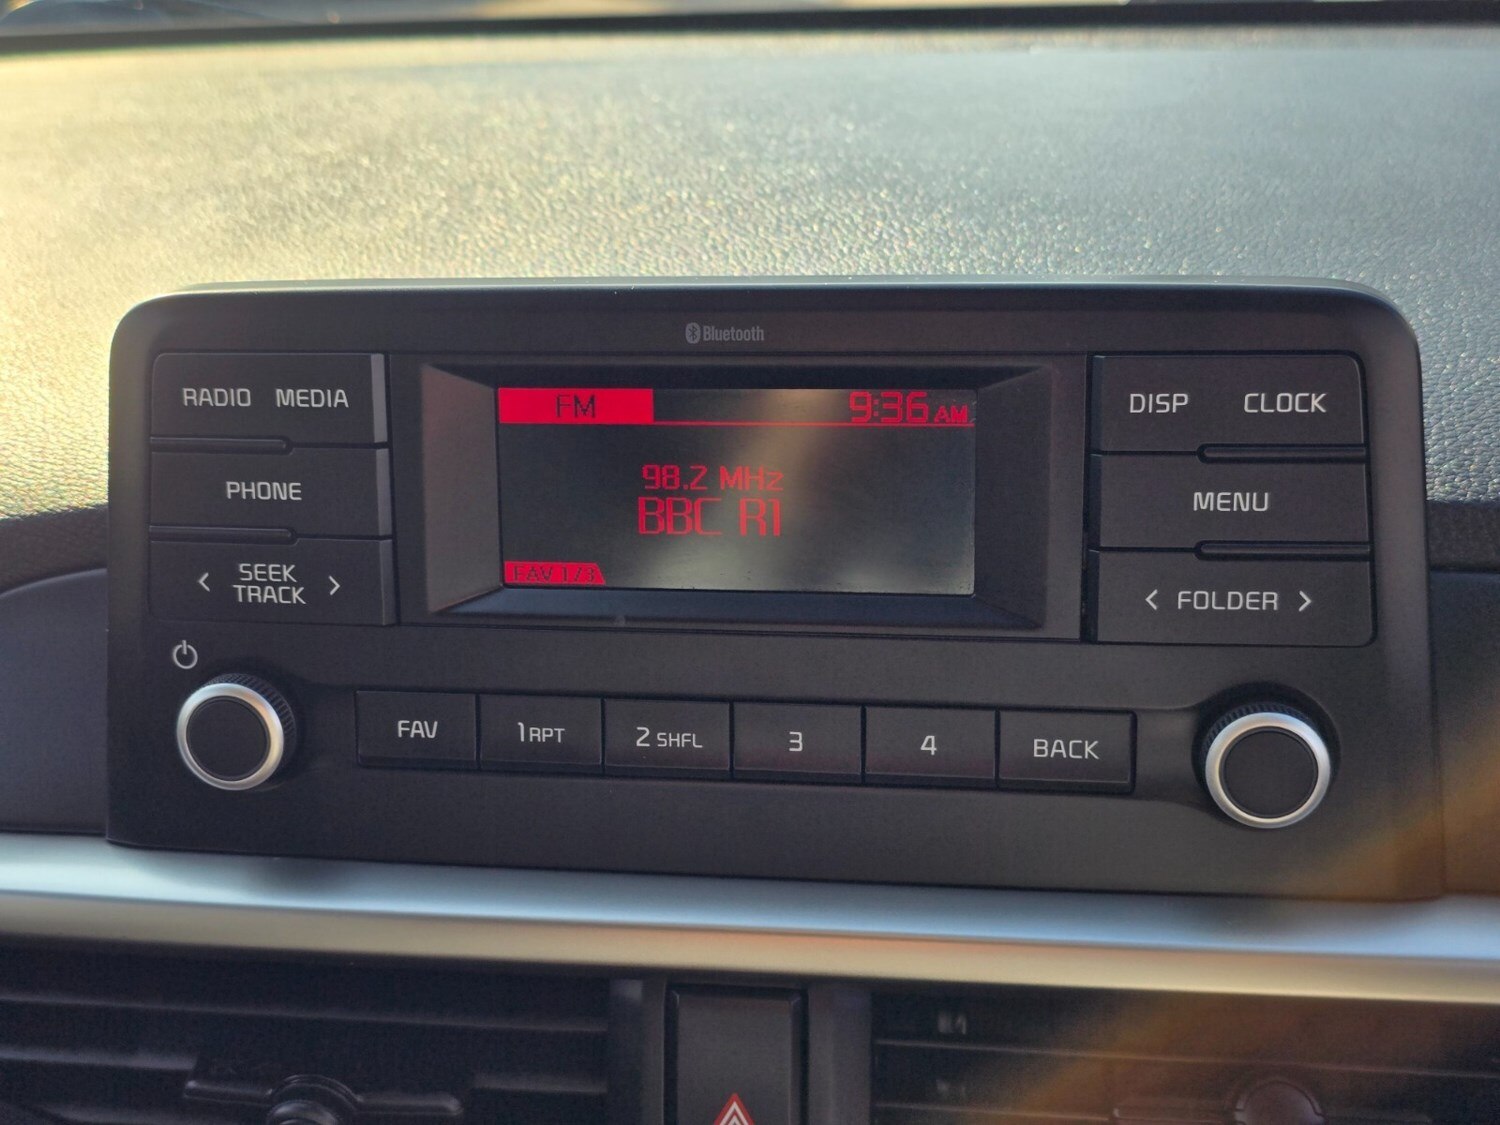 Bluetooth
RADIO MEDIA
PHONE
< SEEK TRACK >
FM 9:36 AM
98.2 MHz
BBC R1
FAV 1/3
DISP CLOCK
MENU
< FOLDER >
FAV 1 RPT 2 SHFL 3 4 BACK